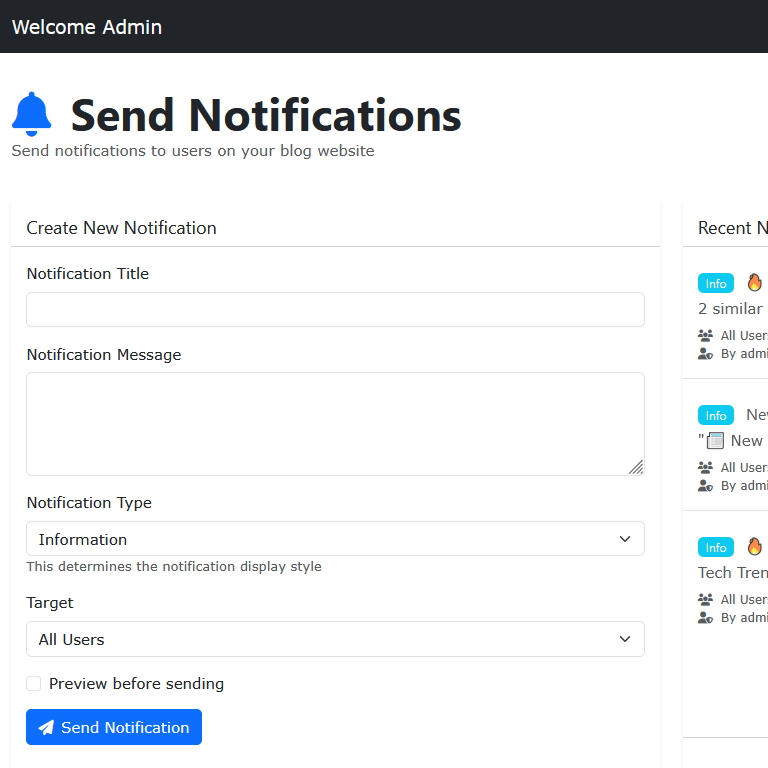 Welcome Admin
Send Notifications
Send notifications to users on your blog website
Create New Notification
Notification Title
Notification Message
Notification Type
Information
This determines the notification display style
Target
All Users
Preview before sending
Send Notification
Recent N
Info
2 similar
All User
By admi
Info New
" New
All User
By admi
Info
Tech Tren
All User
By admi